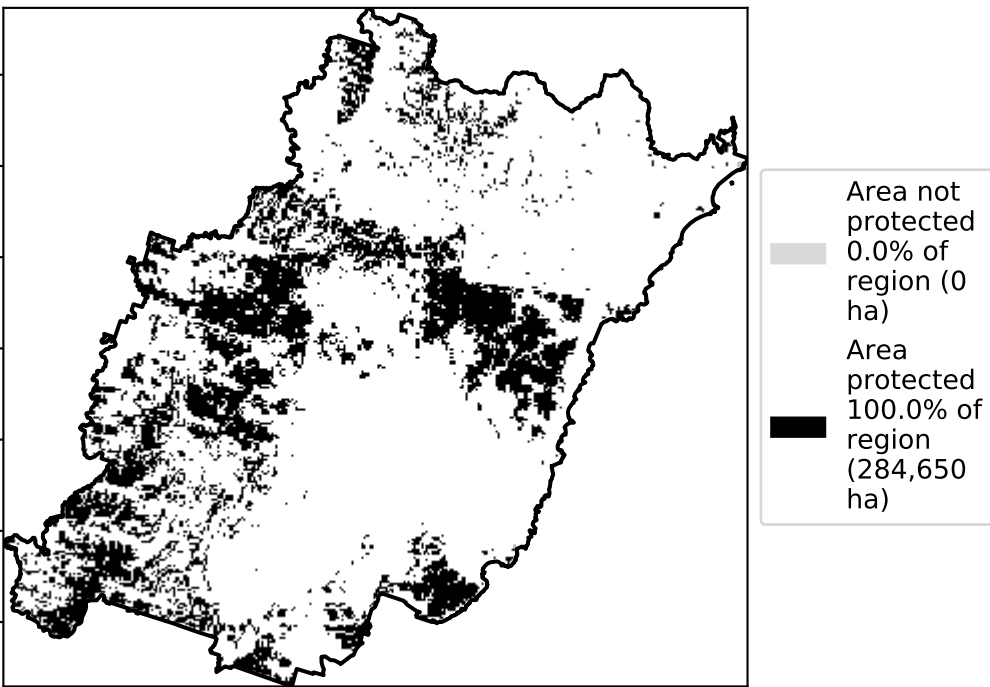 Area not
protected
0.0% of
region (0
ha)
Area
protected
100.0% of
region
(284,650
ha)